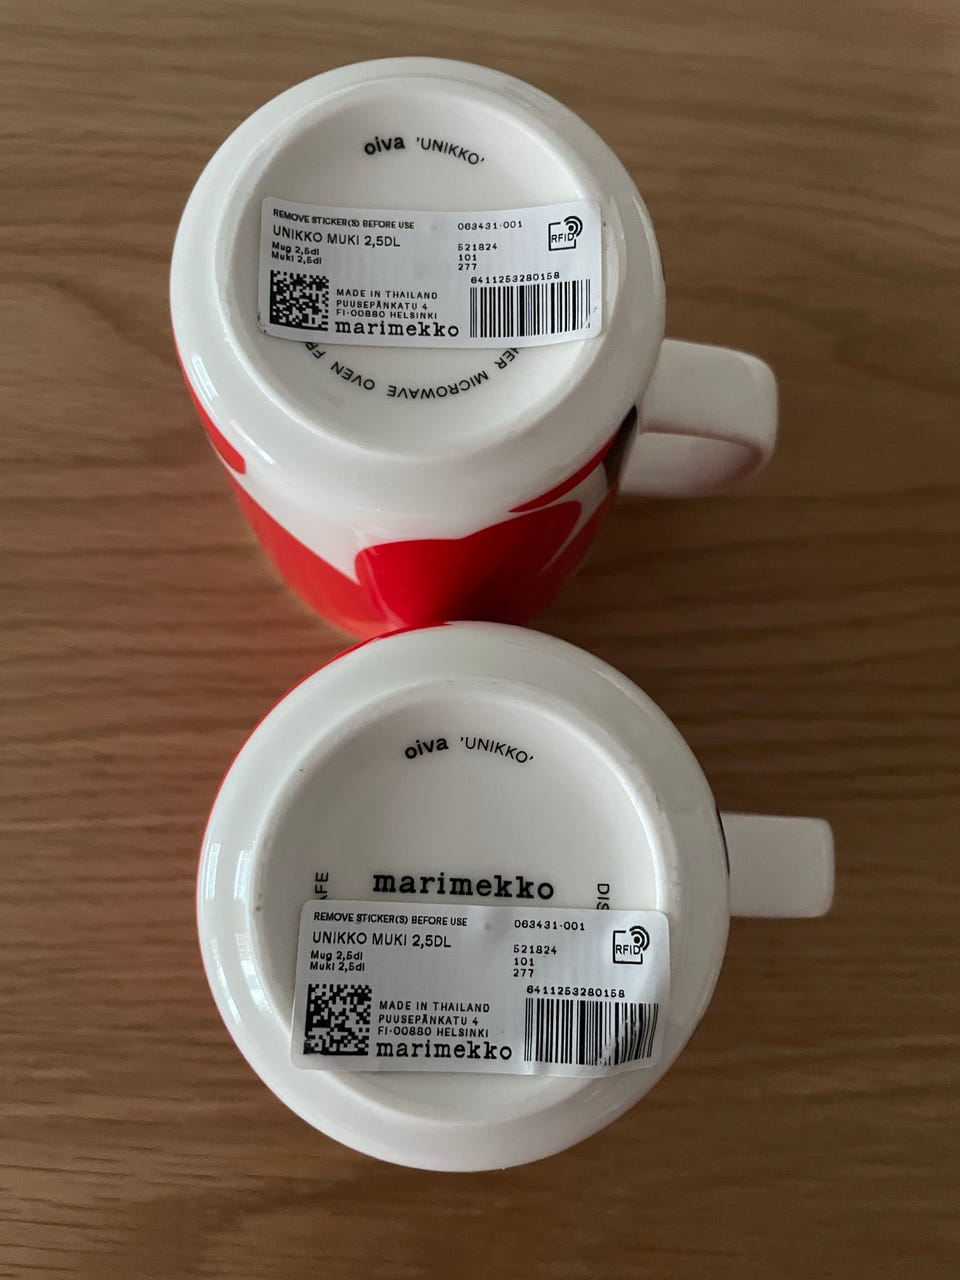 oiva 'UNIKKO'
REMOVE STICKER(S) BEFORE USE
063431-001
UNIKKO MUKI 2,5DL
Mug 2,5dl
Muki 2,5dl
521824
101
277
RFID
6411253280158
MADE IN THAILAND
PUUSEPÄNKATU 4
FI-00880 HELSINKI
marimekko
MICROWAVE OVEN
oiva 'UNIKKO'
marimekko
REMOVE STICKER(S) BEFORE USE
063431-001
UNIKKO MUKI 2,5DL
Mug 2,5dl
Muki 2,5dl
521824
101
277
RFID
6411253280158
MADE IN THAILAND
PUUSEPÄNKATU 4
FI-00880 HELSINKI
marimekko